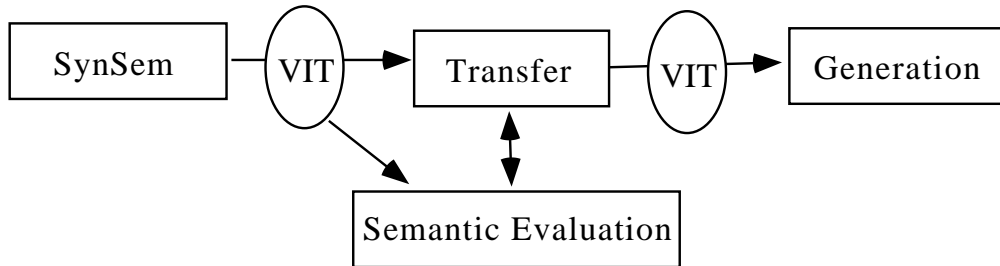 SynSem
VIT
Transfer
VIT
Generation
Semantic Evaluation